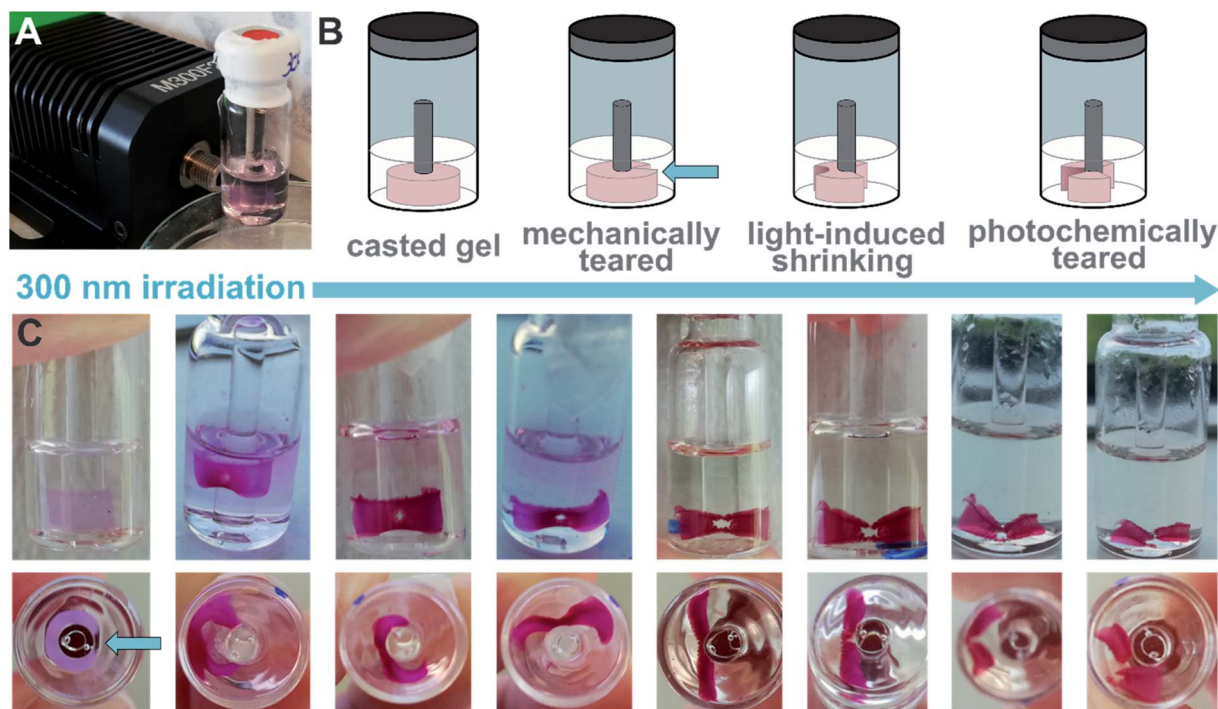 A
M300F
B
casted gel
mechanically
teared
light-induced
shrinking
photochemically
teared
300 nm irradiation
C